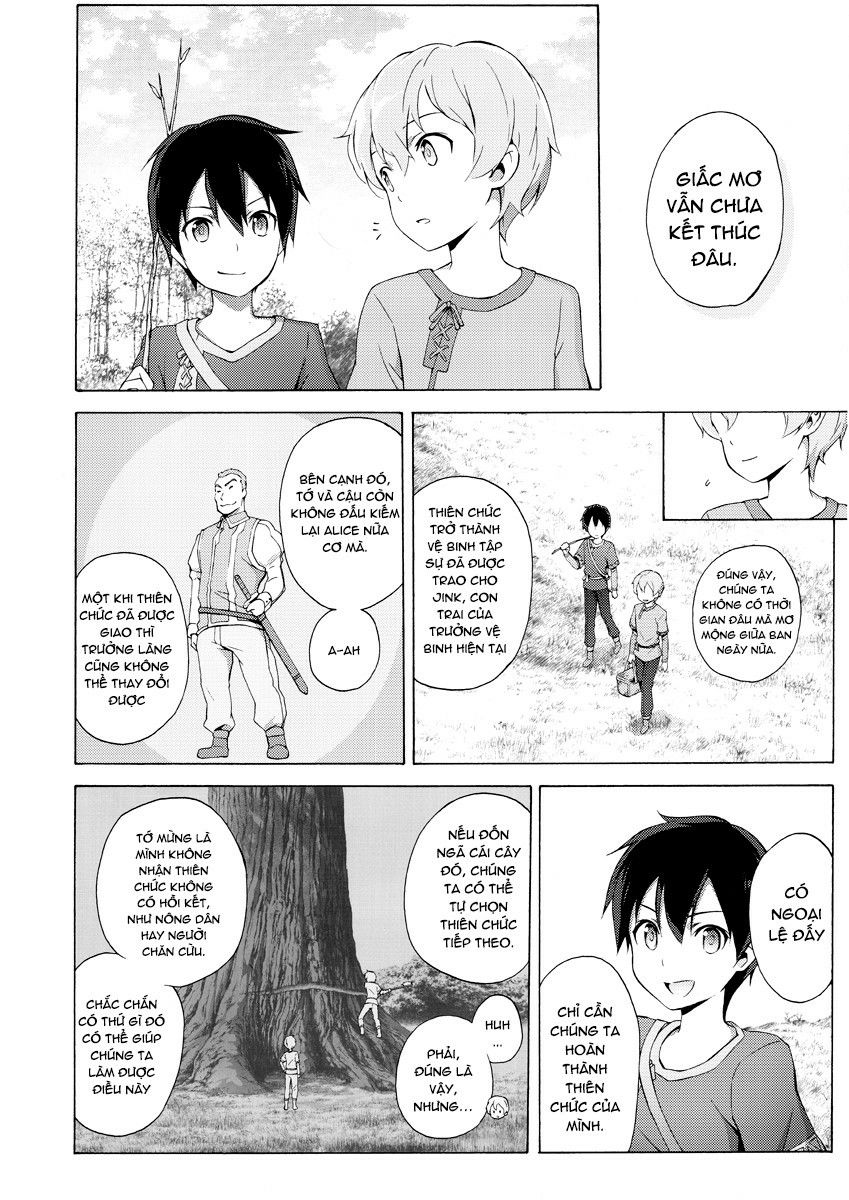 GIẤC MƠ
VẪN CHƯA
KẾT THÚC
ĐÂU.
ĐÚNG VẬY,
CHÚNG TA
KHÔNG CÓ THỜI
GIAN ĐÂU MÀ MƠ
MỘNG GIỮA BAN
NGÀY NỮA.
THIÊN CHỨC
TRỞ THÀNH
VỆ BINH TẬP
SỰ ĐÃ ĐƯỢC
TRAO CHO
JINK, CON
TRAI CỦA
TRƯỞNG VỆ
BINH HIỆN TẠI
BÊN CẠNH ĐÓ,
TỚ VÀ CẬU CÒN
KHÔNG ĐẤU KIẾM
LẠI ALICE NỮA
CƠ MÀ.
A-AH
MỘT KHI THIÊN
CHỨC ĐÃ ĐƯỢC
GIAO THÌ
TRƯỞNG LÀNG
CŨNG KHÔNG
THỂ THAY ĐỔI
ĐƯỢC
CÓ
NGOẠI
LỆ ĐẤY
CHỈ CẦN
CHÚNG TA
HOÀN
THÀNH
THIÊN
CHỨC CỦA
MÌNH.
NẾU ĐỐN
NGÃ CÁI CÂY
ĐÓ, CHÚNG
TA CÓ THỂ
TỰ CHỌN
THIÊN CHỨC
TIẾP THEO.
HUH
...
PHẢI,
ĐÚNG LÀ
VẬY,
NHƯNG...
TỚ MỪNG LÀ
MÌNH KHÔNG
NHẬN THIÊN
CHỨC KHÔNG
CÓ HỒI KẾT,
NHƯ NÔNG DÂN
HAY NGƯỜI
CHĂN CỪU.
CHẮC CHẮN
CÓ THỨ GÌ ĐÓ
CÓ THỂ GIÚP
CHÚNG TA
LÀM ĐƯỢC
ĐIỀU NÀY